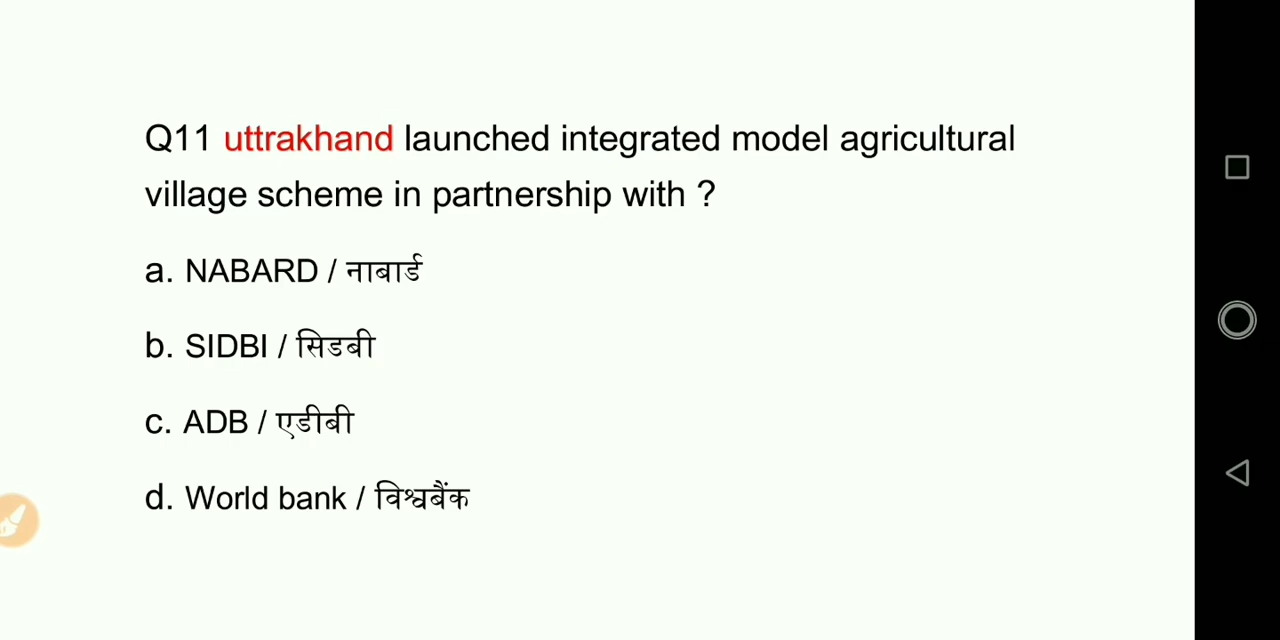 Q11 uttrakhand launched integrated model agricultural
village scheme in partnership with ?
a. NABARD / नाबार्ड
b. SIDBI / सिडबी
c. ADB / एडीबी
d. World bank / विश्वबैंक